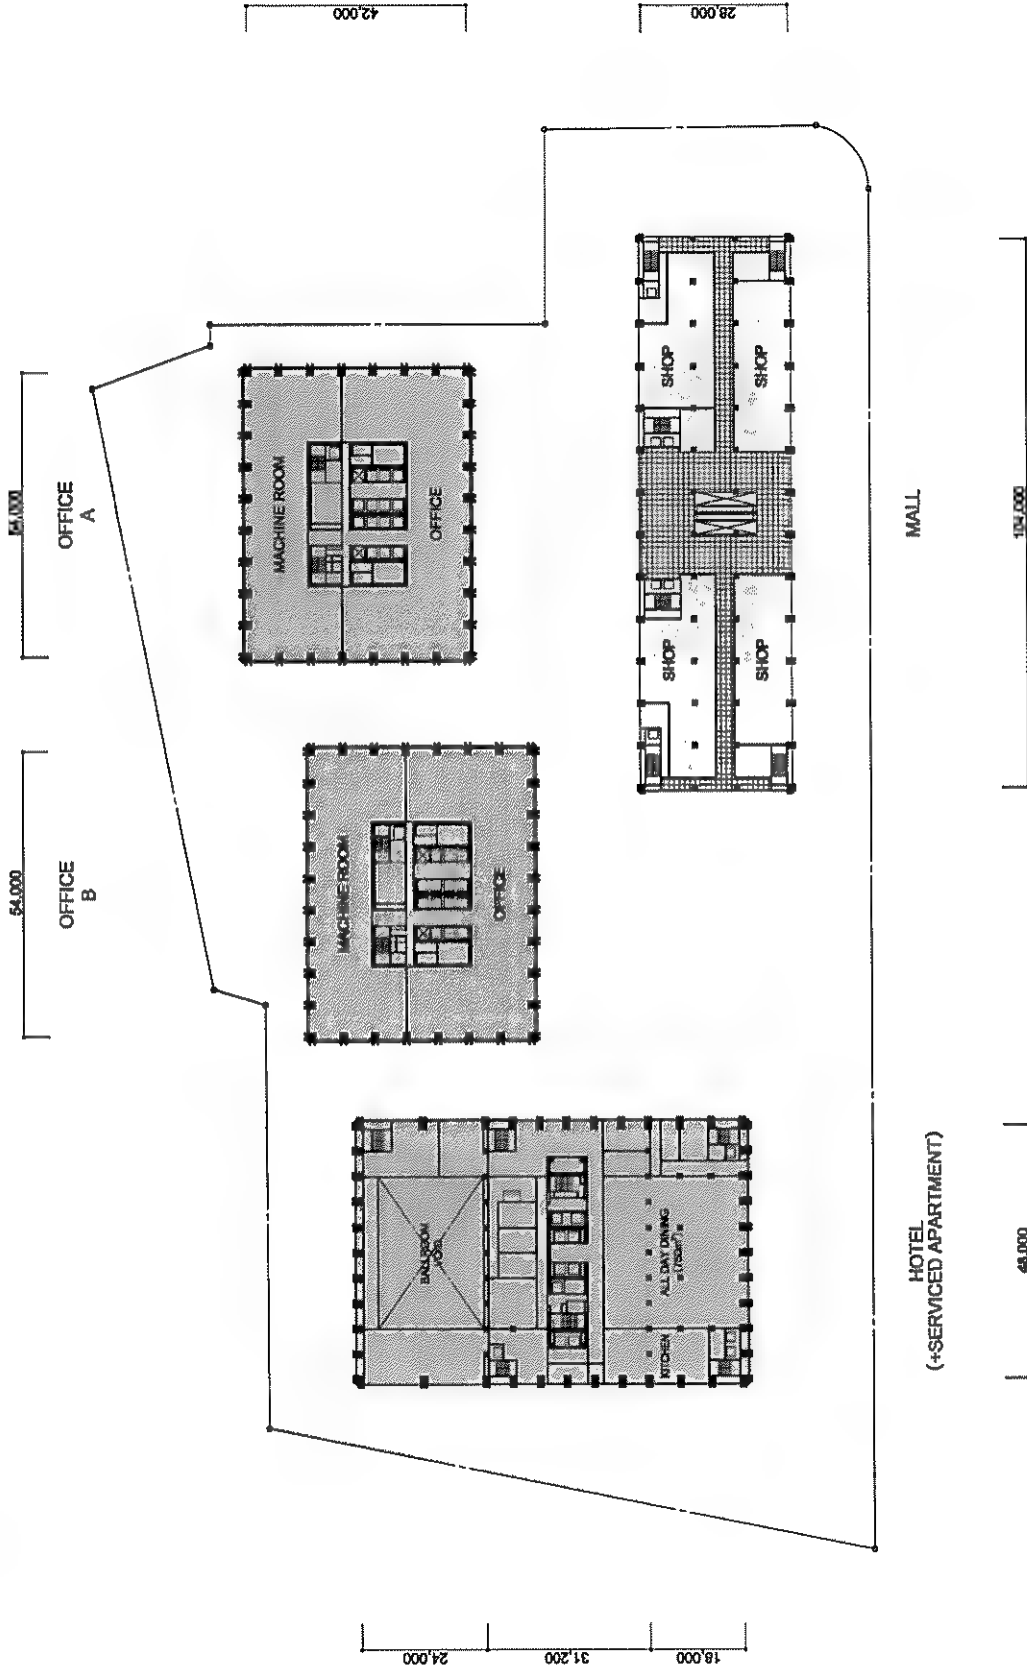 42,000
28,000
54,000
OFFICE
A
MACHINE ROOM
OFFICE
SHOP
SHOP
MALL
104,000
SHOP
SHOP
54,000
OFFICE
B
MACHINE ROOM
OFFICE
BALLROOM
VOID
ALL DAY DINING
KITCHEN
HOTEL
(+SERVICED APARTMENT)
48,000
24,000
31,200
18,000